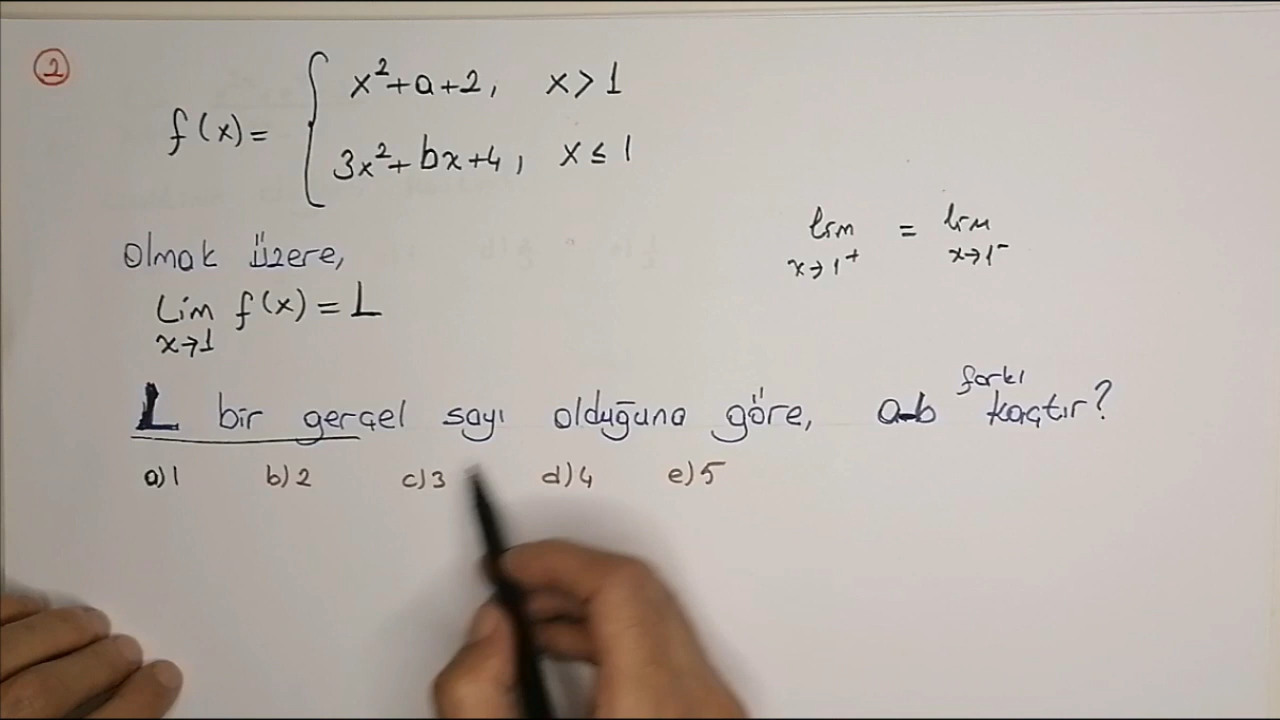 2
f(x)= { x²+a+2, x>1
3x²+bx+4, x≤1
Olmak üzere,
Lim f(x)=L
x→1
lim = lim
x→1⁺ x→1⁻
L bir gerçel sayı olduğuna göre, a-b farkı kaçtır?
a)1 b)2 c)3 d)4 e)5